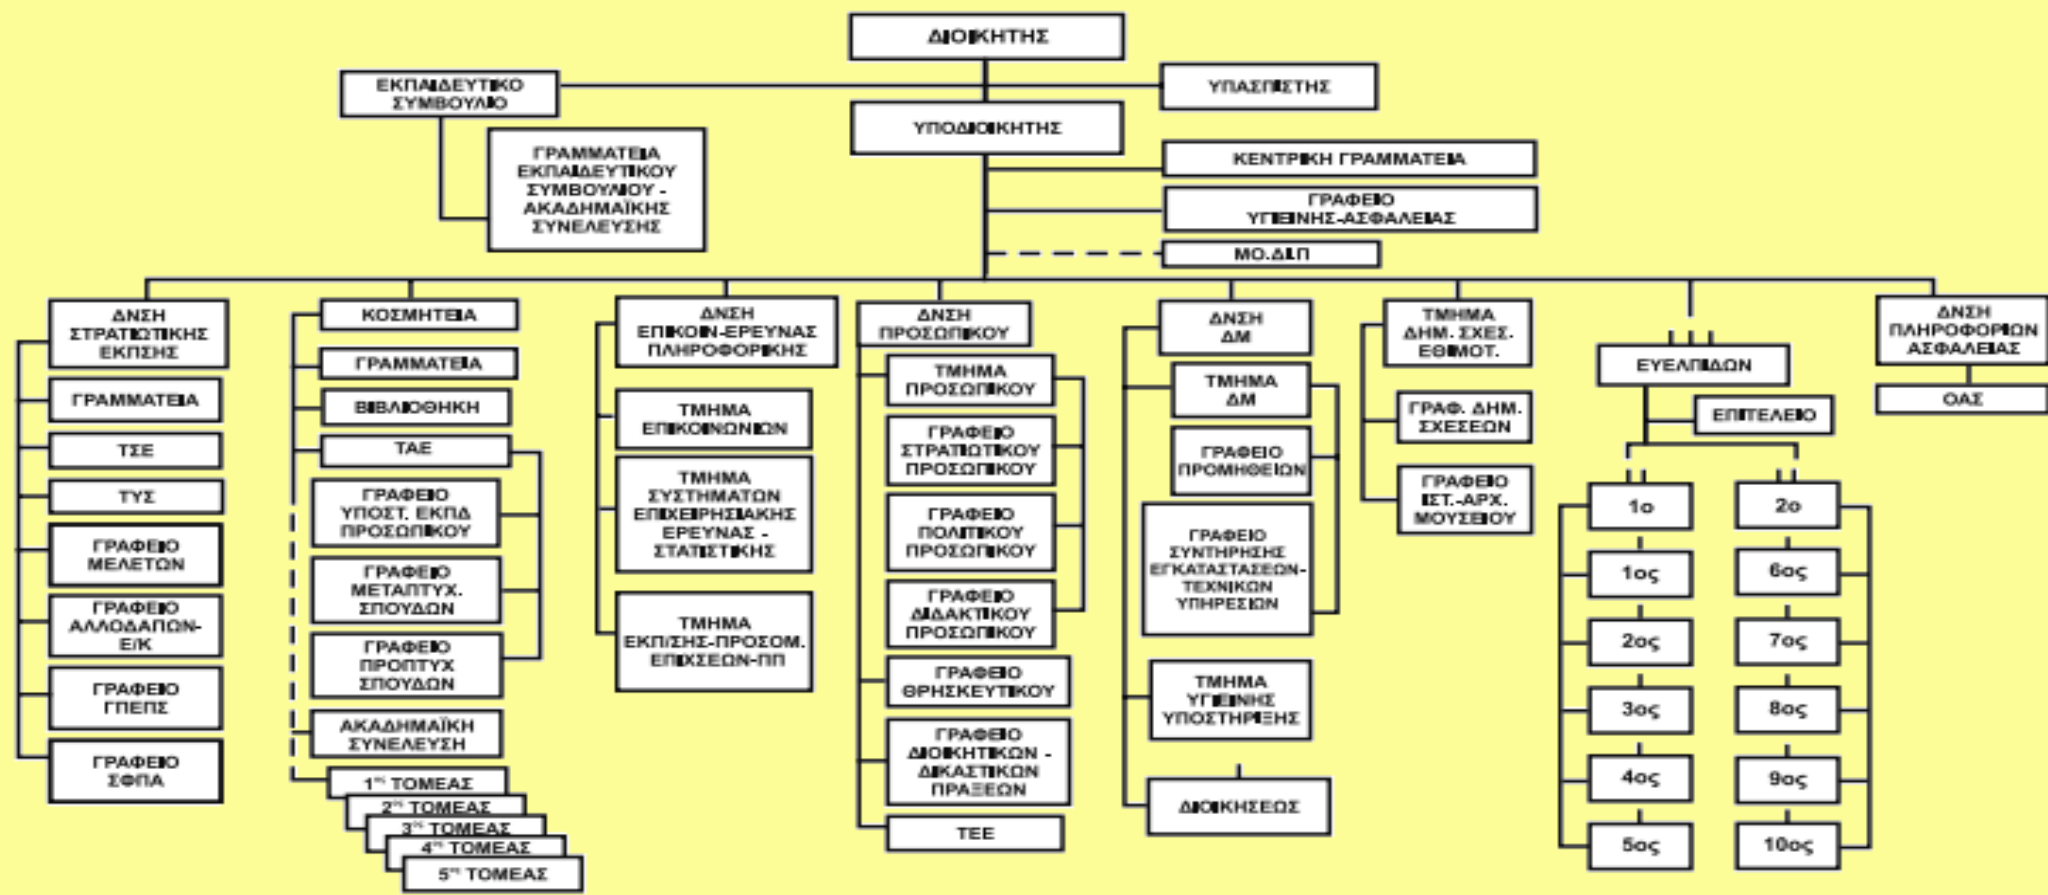 ΔΙΟΙΚΗΤΗΣ
ΕΚΠΑΙΔΕΥΤΙΚΟ
ΣΥΜΒΟΥΛΙΟ
ΥΠΑΣΠΙΣΤΗΣ
ΥΠΟΔΙΟΙΚΗΤΗΣ
ΓΡΑΜΜΑΤΕΙΑ
ΕΚΠΑΙΔΕΥΤΙΚΟΥ
ΣΥΜΒΟΥΛΙΟΥ -
ΑΚΑΔΗΜΑΪΚΗΣ
ΣΥΝΕΛΕΥΣΗΣ
ΚΕΝΤΡΙΚΗ ΓΡΑΜΜΑΤΕΙΑ
ΓΡΑΦΕΙΟ
ΥΓΙΕΙΝΗΣ-ΑΣΦΑΛΕΙΑΣ
ΜΟ.ΔΙ.Π
ΔΝΣΗ
ΣΤΡΑΤΙΩΤΙΚΗΣ
ΕΚΠΣΗΣ
ΓΡΑΜΜΑΤΕΙΑ
ΤΣΕ
ΤΥΣ
ΓΡΑΦΕΙΟ
ΜΕΛΕΤΩΝ
ΓΡΑΦΕΙΟ
ΑΛΛΟΔΑΠΩΝ-
Ε/Κ
ΓΡΑΦΕΙΟ
ΓΠΕΠΣ
ΓΡΑΦΕΙΟ
ΣΦΠΑ
ΚΟΣΜΗΤΕΙΑ
ΓΡΑΜΜΑΤΕΙΑ
ΒΙΒΛΙΟΘΗΚΗ
ΤΑΕ
ΓΡΑΦΕΙΟ
ΥΠΟΣΤ. ΕΚΠΔ
ΠΡΟΣΩΠΙΚΟΥ
ΓΡΑΦΕΙΟ
ΜΕΤΑΠΤΥΧ.
ΣΠΟΥΔΩΝ
ΓΡΑΦΕΙΟ
ΠΡΟΠΤΥΧ
ΣΠΟΥΔΩΝ
ΑΚΑΔΗΜΑΪΚΗ
ΣΥΝΕΛΕΥΣΗ
1ος ΤΟΜΕΑΣ
2ος ΤΟΜΕΑΣ
3ος ΤΟΜΕΑΣ
4ος ΤΟΜΕΑΣ
5ος ΤΟΜΕΑΣ
ΔΝΣΗ
ΕΠΙΚΟΙΝ-ΕΡΕΥΝΑΣ
ΠΛΗΡΟΦΟΡΙΚΗΣ
ΤΜΗΜΑ
ΕΠΙΚΟΙΝΩΝΙΩΝ
ΤΜΗΜΑ
ΣΥΣΤΗΜΑΤΩΝ
ΕΠΙΧΕΙΡΗΣΙΑΚΗΣ
ΕΡΕΥΝΑΣ -
ΣΤΑΤΙΣΤΙΚΗΣ
ΤΜΗΜΑ
ΕΚΠ/ΣΗΣ-ΠΡΟΣΟΜ.
ΕΠΙΧΣΕΩΝ-ΠΠ
ΔΝΣΗ
ΠΡΟΣΩΠΙΚΟΥ
ΤΜΗΜΑ
ΠΡΟΣΩΠΙΚΟΥ
ΓΡΑΦΕΙΟ
ΣΤΡΑΤΙΩΤΙΚΟΥ
ΠΡΟΣΩΠΙΚΟΥ
ΓΡΑΦΕΙΟ
ΠΟΛΙΤΙΚΟΥ
ΠΡΟΣΩΠΙΚΟΥ
ΓΡΑΦΕΙΟ
ΔΙΔΑΚΤΙΚΟΥ
ΠΡΟΣΩΠΙΚΟΥ
ΓΡΑΦΕΙΟ
ΘΡΗΣΚΕΥΤΙΚΟΥ
ΓΡΑΦΕΙΟ
ΔΙΟΙΚΗΤΙΚΩΝ -
ΔΙΚΑΣΤΙΚΩΝ
ΠΡΑΞΕΩΝ
ΤΕΕ
ΔΝΣΗ
ΔΜ
ΤΜΗΜΑ
ΔΜ
ΓΡΑΦΕΙΟ
ΠΡΟΜΗΘΕΙΩΝ
ΓΡΑΦΕΙΟ
ΣΥΝΤΗΡΗΣΗΣ
ΕΓΚΑΤΑΣΤΑΣΕΩΝ-
ΤΕΧΝΙΚΩΝ
ΥΠΗΡΕΣΙΩΝ
ΤΜΗΜΑ
ΥΓΙΕΙΝΗΣ
ΥΠΟΣΤΗΡΙΞΗΣ
ΔΙΟΙΚΗΣΕΩΣ
ΤΜΗΜΑ
ΔΗΜ. ΣΧΕΣ.
ΕΘΙΜΟΤ.
ΓΡΑΦ. ΔΗΜ.
ΣΧΕΣΕΩΝ
ΓΡΑΦΕΙΟ
ΙΣΤ.-ΑΡΧ.
ΜΟΥΣΕΙΟΥ
ΕΥΕΛΠΙΔΩΝ
ΕΠΙΤΕΛΕΙΟ
1ο
1ος
2ος
3ος
4ος
5ος
2ο
6ος
7ος
8ος
9ος
10ος
ΔΝΣΗ
ΠΛΗΡΟΦΟΡΙΩΝ
ΑΣΦΑΛΕΙΑΣ
ΟΑΣ